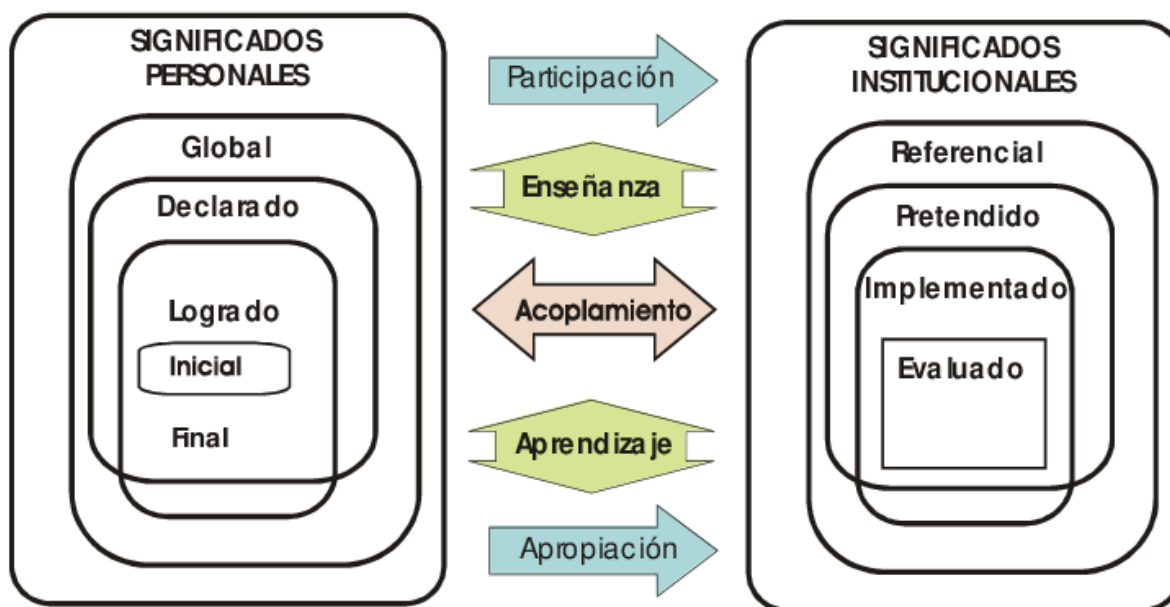 SIGNIFICADOS
PERSONALES
Global
Declarado
Logrado
Inicial
Final
Participación
Enseñanza
Acoplamiento
Aprendizaje
Apropiación
SIGNIFICADOS
INSTITUCIONALES
Referencial
Pretendido
Implementado
Evaluado